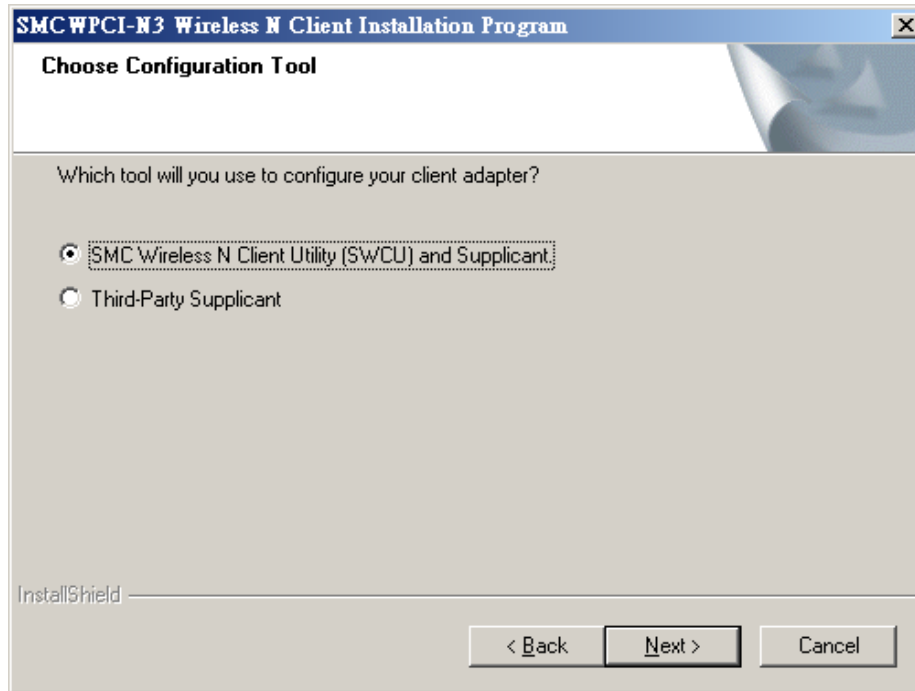 SMCWPCI-N3 Wireless N Client Installation Program
Choose Configuration Tool
Which tool will you use to configure your client adapter?
SMC Wireless N Client Utility (SWCU) and Supplicant.
Third-Party Supplicant
InstallShield
< Back
Next >
Cancel